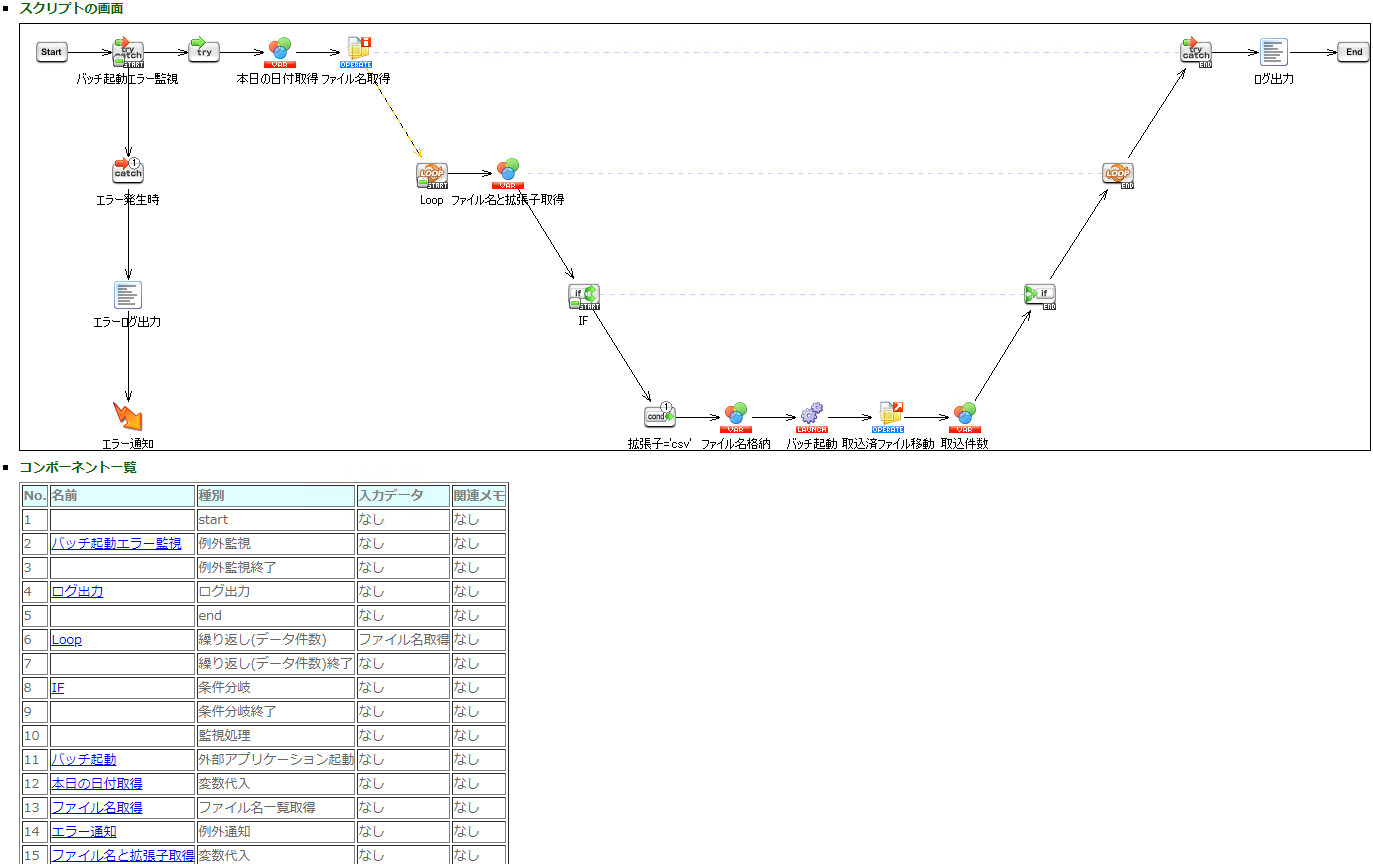 スクリプトの画面
Start try catch START try VAR OPERATE try catch END End
バッチ起動エラー監視 本日の日付取得 ファイル名取得 ログ出力
1 catch LOOP START VAR LOOP END
エラー発生時 Loop ファイル名と拡張子取得
if START if END
エラーログ出力 IF
1 cond VAR LAUNCH OPERATE VAR
エラー通知 拡張子='csv' ファイル名格納 バッチ起動 取込済ファイル移動 取込件数
コンポーネント一覧
No. 名前 種別 入力データ 関連メモ
1 start なし なし
2 バッチ起動エラー監視 例外監視 なし なし
3 例外監視終了 なし なし
4 ログ出力 ログ出力 なし なし
5 end なし なし
6 Loop 繰り返し(データ件数) ファイル名取得 なし
7 繰り返し(データ件数)終了 なし なし
8 IF 条件分岐 なし なし
9 条件分岐終了 なし なし
10 監視処理 なし なし
11 バッチ起動 外部アプリケーション起動 なし なし
12 本日の日付取得 変数代入 なし なし
13 ファイル名取得 ファイル名一覧取得 なし なし
14 エラー通知 例外通知 なし なし
15 ファイル名と拡張子取得 変数代入 なし なし